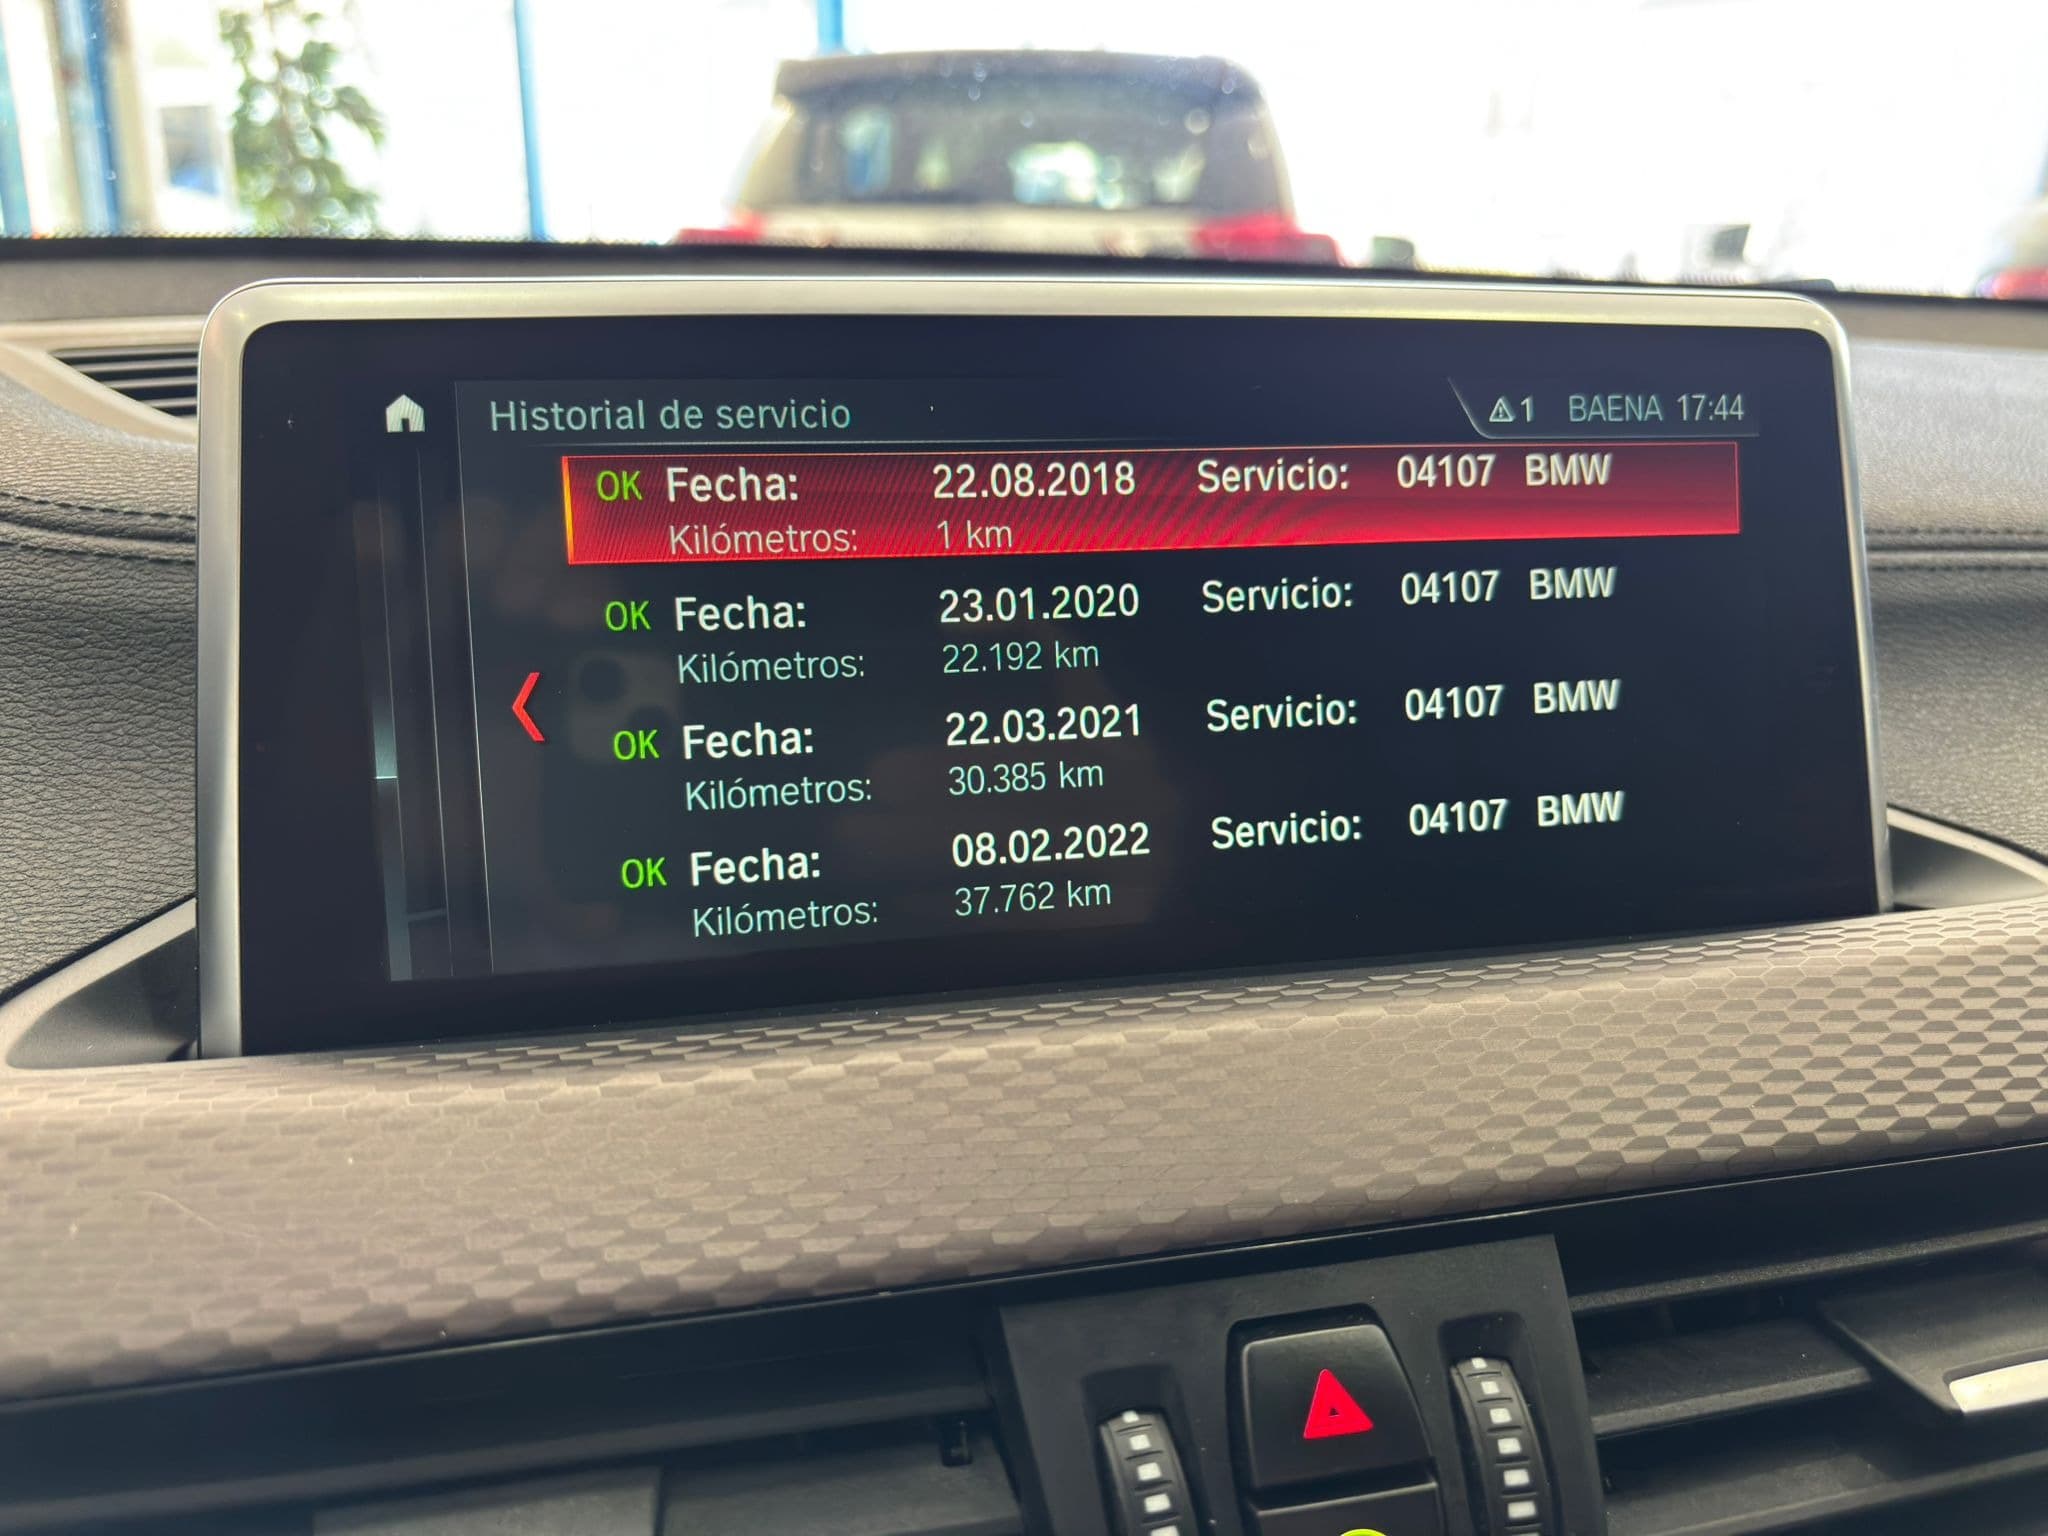 Historial de servicio
1 BAENA 17:44
OK Fecha: 22.08.2018 Servicio: 04107 BMW
Kilómetros: 1 km
OK Fecha: 23.01.2020 Servicio: 04107 BMW
Kilómetros: 22.192 km
OK Fecha: 22.03.2021 Servicio: 04107 BMW
Kilómetros: 30.385 km
OK Fecha: 08.02.2022 Servicio: 04107 BMW
Kilómetros: 37.762 km